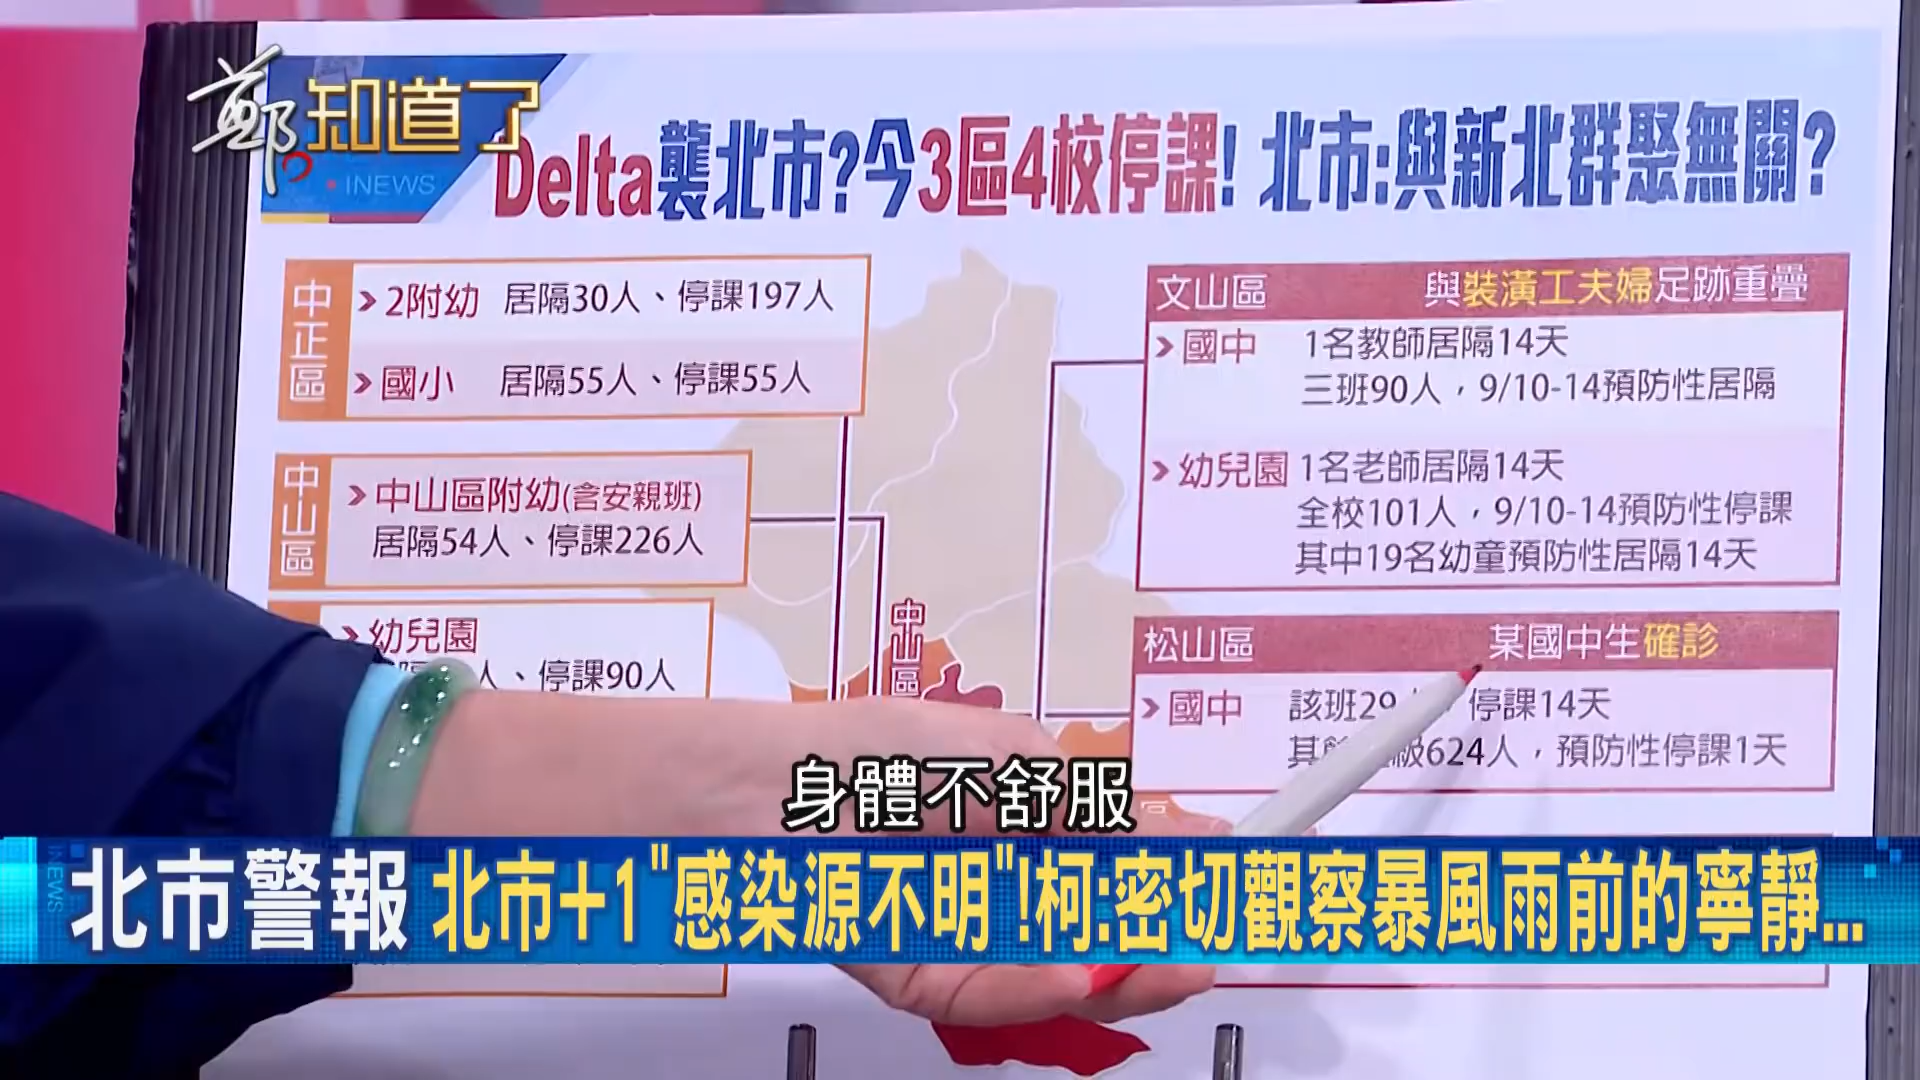 鄭知道了
INEWS
Delta襲北市?今3區4校停課! 北市:與新北群聚無關?
中正區
2附幼 居隔30人、停課197人
國小 居隔55人、停課55人
中山區
中山區附幼(含安親班)
居隔54人、停課226人
幼兒園
人、停課90人
中山區
文山區 與裝潢工夫婦足跡重疊
國中 1名教師居隔14天
三班90人，9/10-14預防性居隔
幼兒園 1名老師居隔14天
全校101人，9/10-14預防性停課
其中19名幼童預防性居隔14天
松山區 某國中生確診
國中 該班29 停課14天
其 級624人，預防性停課1天
區
身體不舒服
INEWS
北市警報 北市+1"感染源不明"!柯:密切觀察暴風雨前的寧靜...